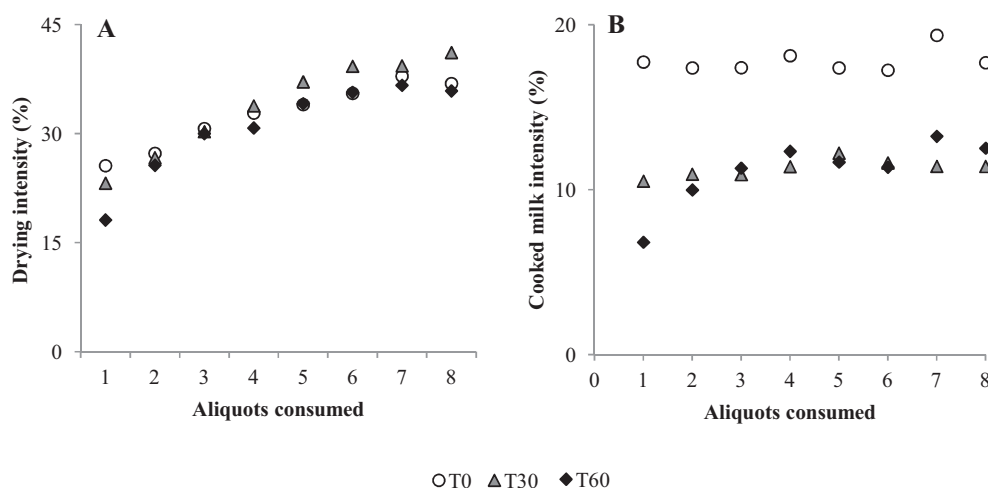 A
45
30
15
0
Drying intensity (%)
1 2 3 4 5 6 7 8
Aliquots consumed
B
20
10
0
Cooked milk intensity (%)
0 1 2 3 4 5 6 7 8
Aliquots consumed
T0 T30 T60